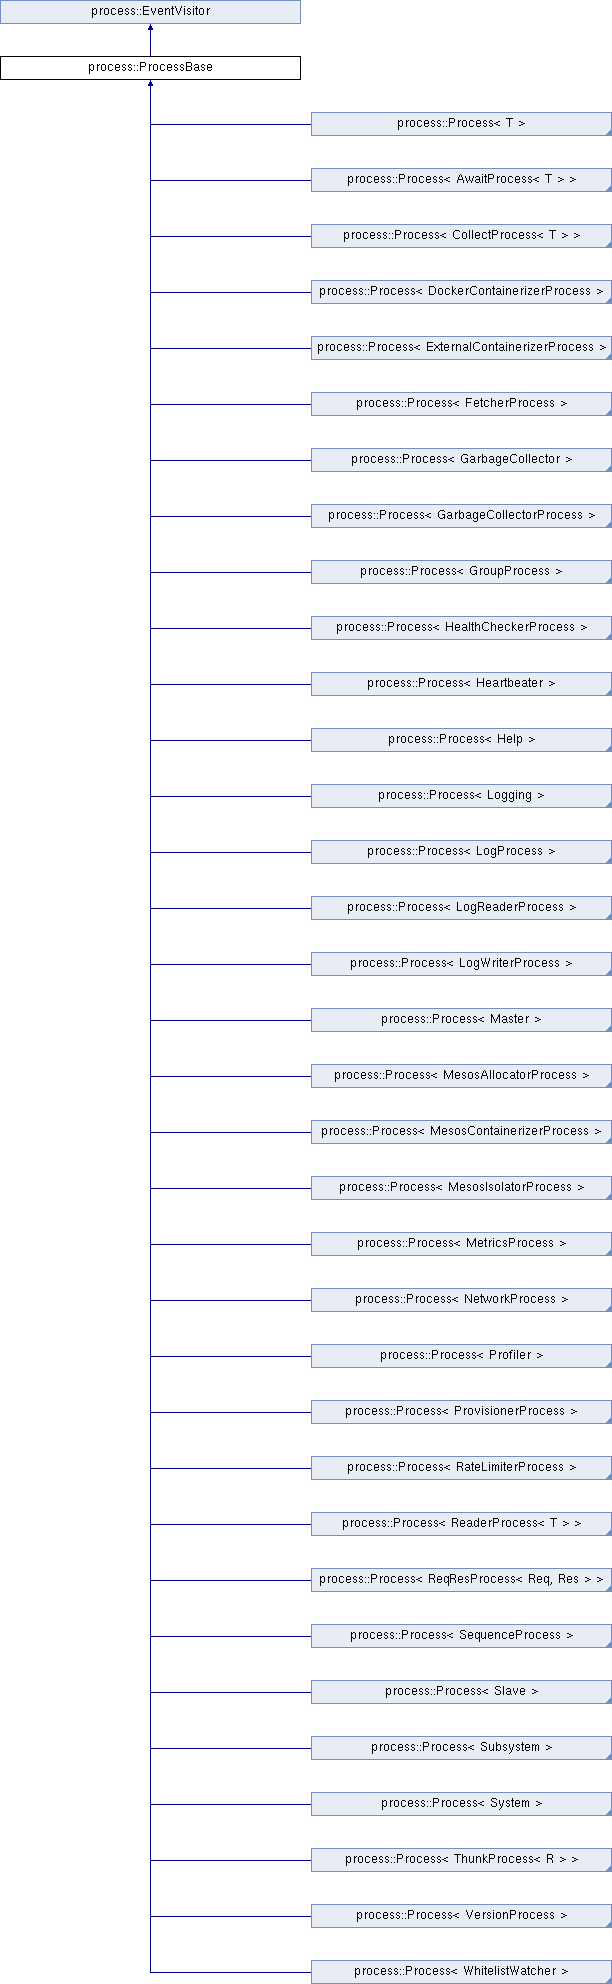 process::EventVisitor
process::ProcessBase
process::Process< T >
process::Process< AwaitProcess< T > >
process::Process< CollectProcess< T > >
process::Process< DockerContainerizerProcess >
process::Process< ExternalContainerizerProcess >
process::Process< FetcherProcess >
process::Process< GarbageCollector >
process::Process< GarbageCollectorProcess >
process::Process< GroupProcess >
process::Process< HealthCheckerProcess >
process::Process< Heartbeater >
process::Process< Help >
process::Process< Logging >
process::Process< LogProcess >
process::Process< LogReaderProcess >
process::Process< LogWriterProcess >
process::Process< Master >
process::Process< MesosAllocatorProcess >
process::Process< MesosContainerizerProcess >
process::Process< MesosIsolatorProcess >
process::Process< MetricsProcess >
process::Process< NetworkProcess >
process::Process< Profiler >
process::Process< ProvisionerProcess >
process::Process< RateLimiterProcess >
process::Process< ReaderProcess< T > >
process::Process< ReqResProcess< Req, Res > >
process::Process< SequenceProcess >
process::Process< Slave >
process::Process< Subsystem >
process::Process< System >
process::Process< ThunkProcess< R > >
process::Process< VersionProcess >
process::Process< WhitelistWatcher >